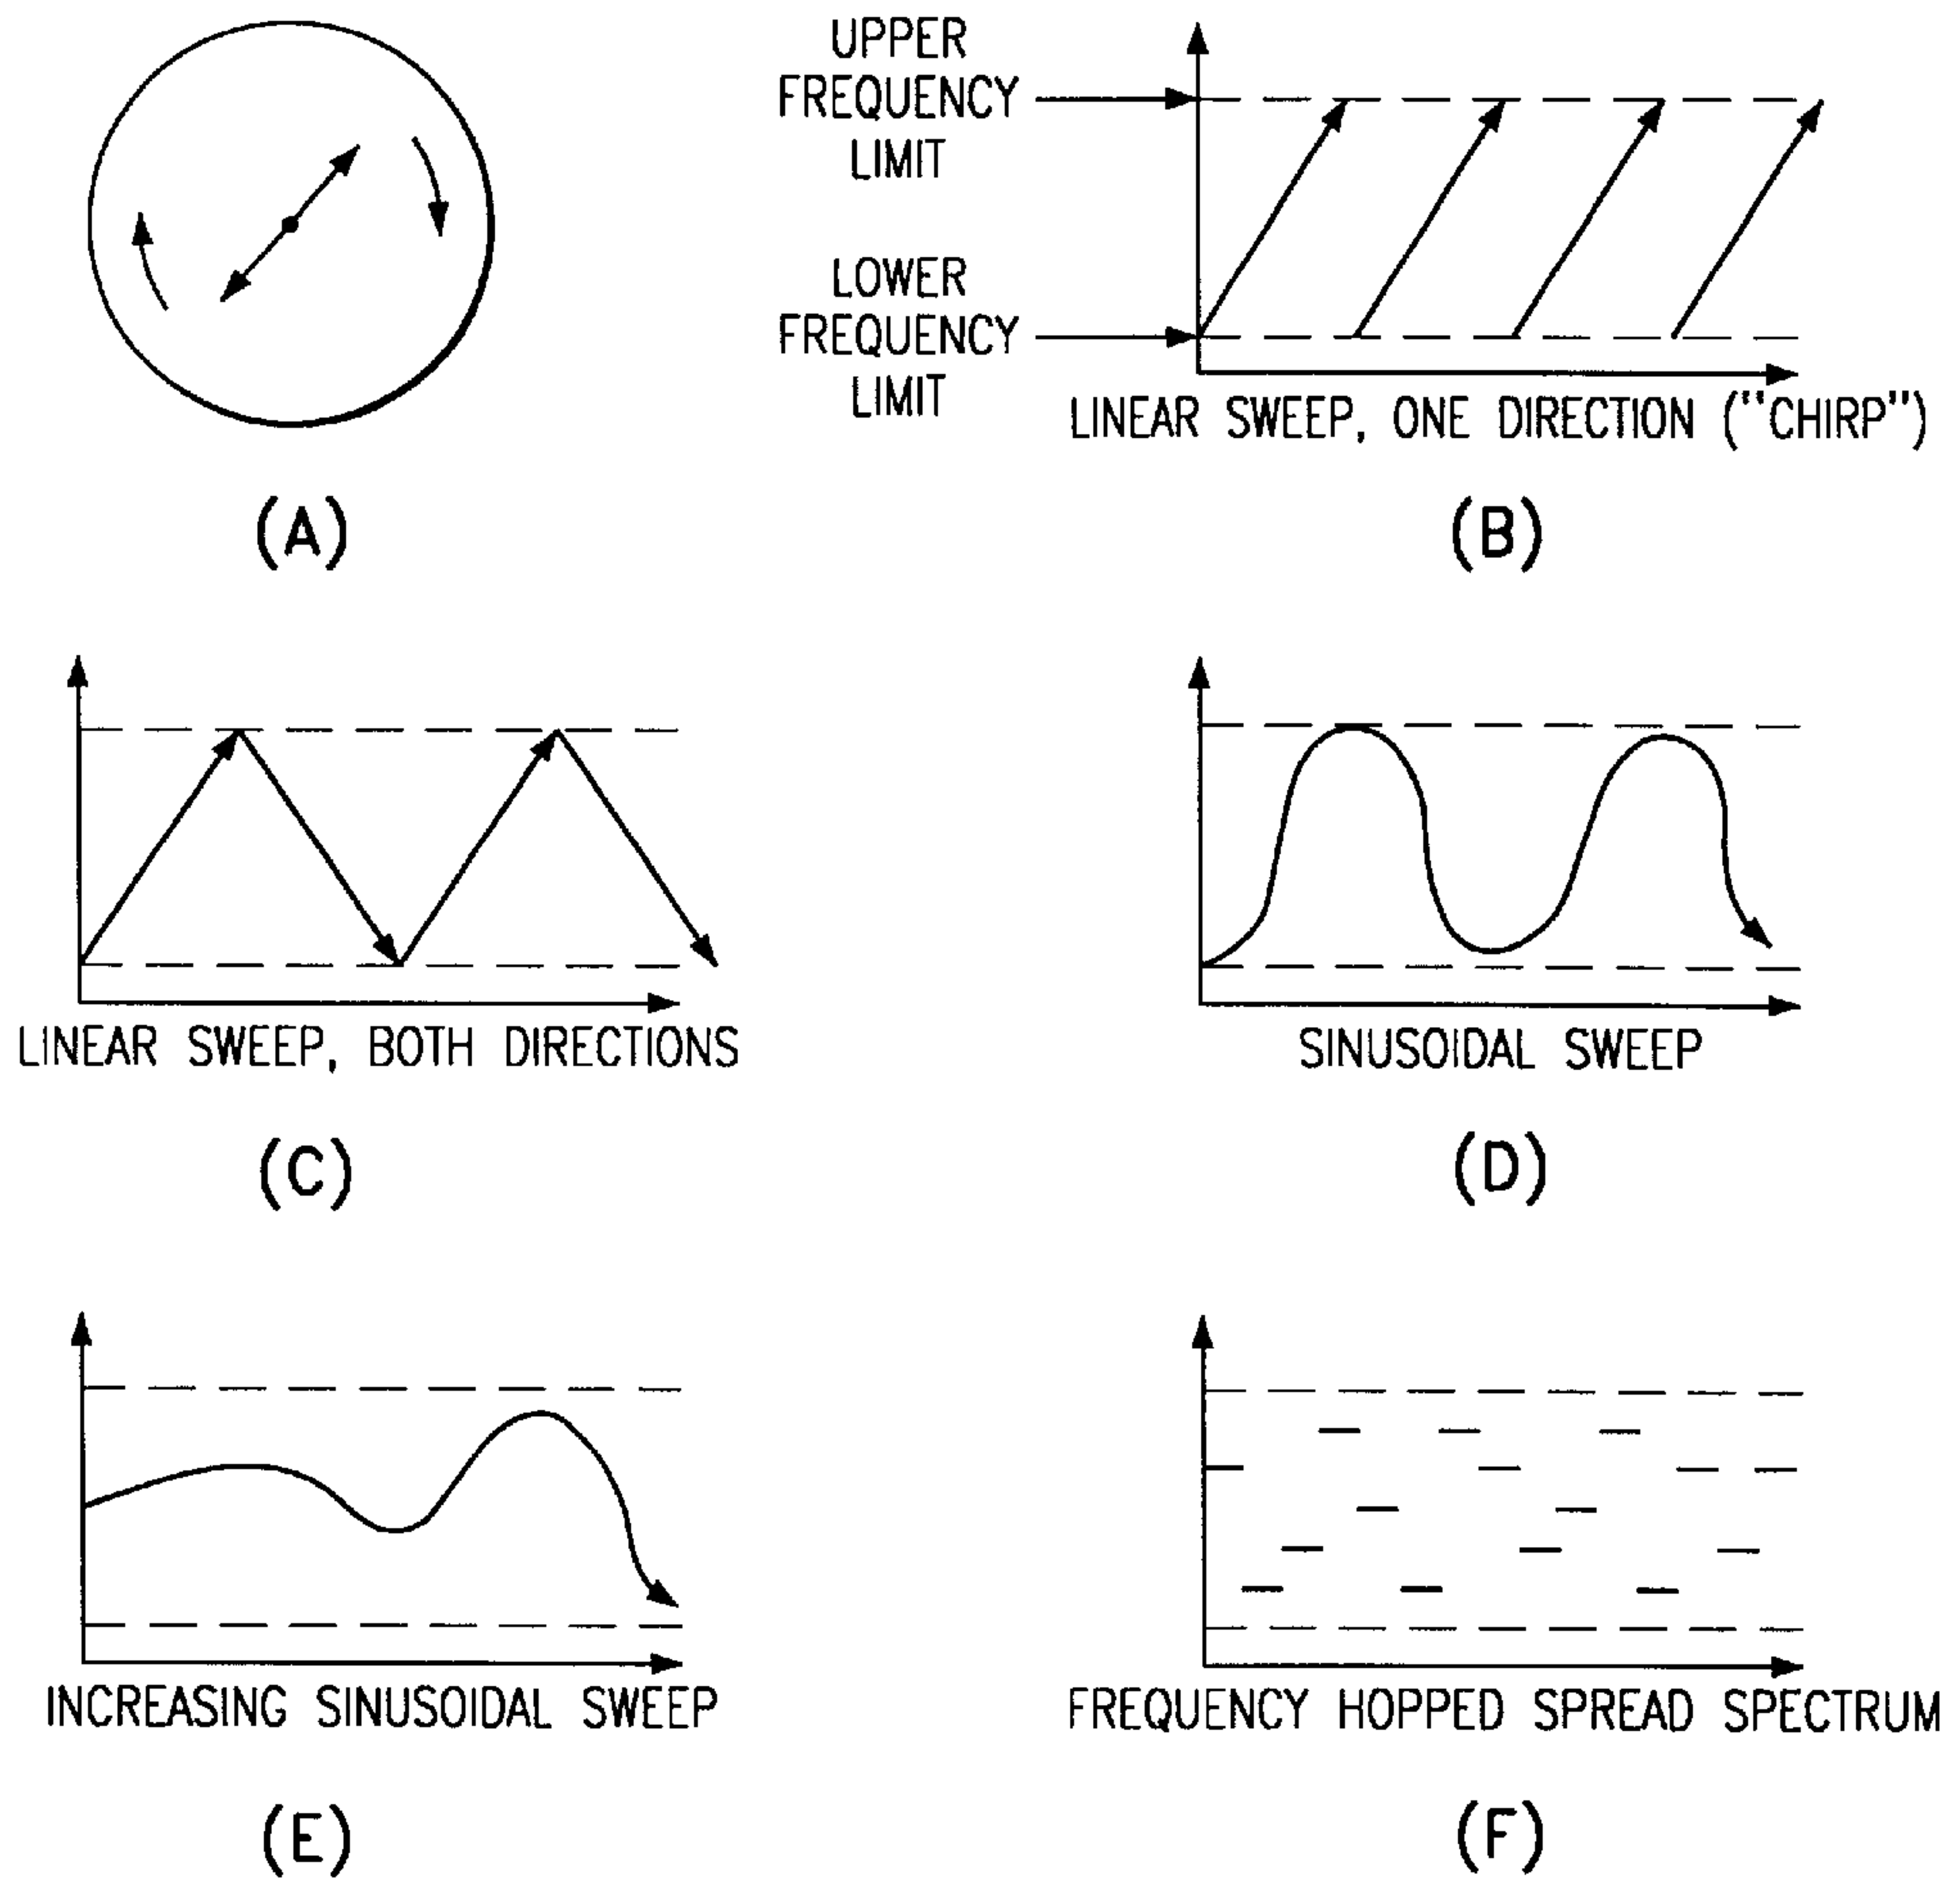 UPPER
FREQUENCY
LIMIT
LOWER
FREQUENCY
LIMIT
LINEAR SWEEP, ONE DIRECTION (“CHIRP”)
(A)
(B)
LINEAR SWEEP, BOTH DIRECTIONS
SINUSOIDAL SWEEP
(C)
(D)
INCREASING SINUSOIDAL SWEEP
FREQUENCY HOPPED SPREAD SPECTRUM
(E)
(F)